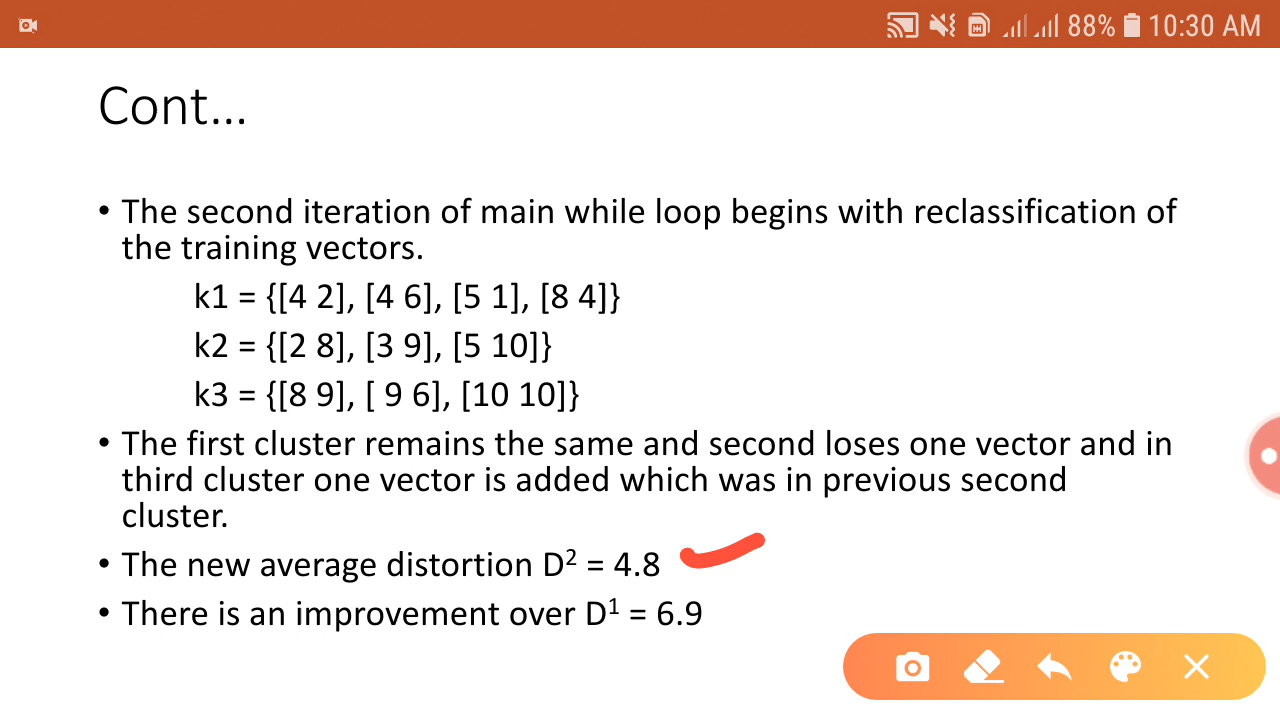 88% 10:30 AM
Cont...
• The second iteration of main while loop begins with reclassification of
the training vectors.
k1 = {[4 2], [4 6], [5 1], [8 4]}
k2 = {[2 8], [3 9], [5 10]}
k3 = {[8 9], [ 9 6], [10 10]}
• The first cluster remains the same and second loses one vector and in
third cluster one vector is added which was in previous second
cluster.
• The new average distortion D² = 4.8
• There is an improvement over D¹ = 6.9